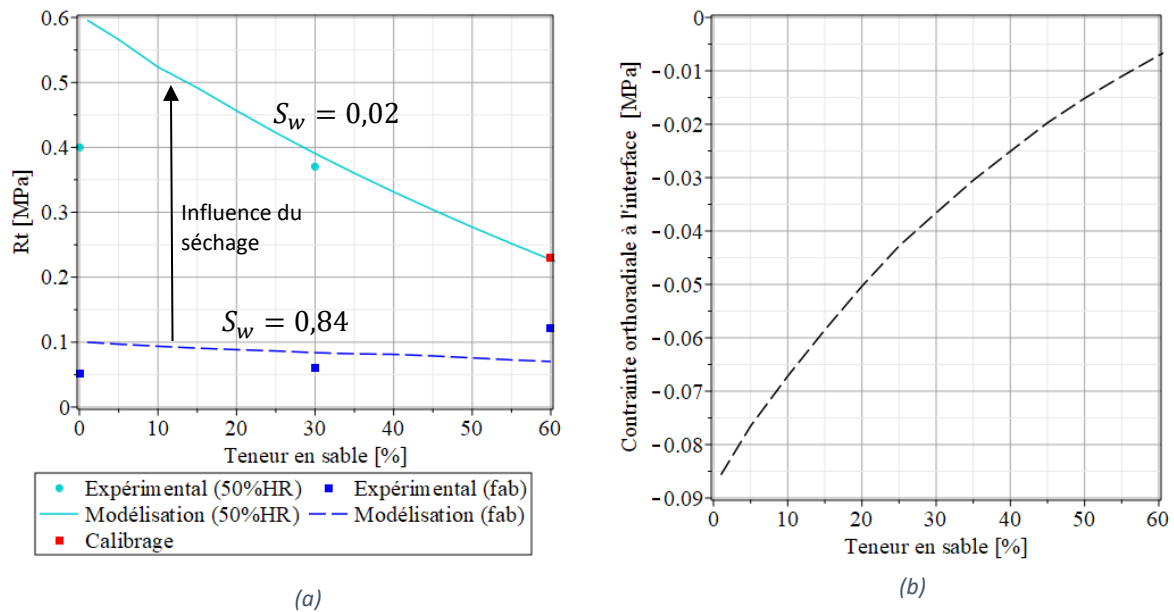 0.6
0.5
0.4
0.3
0.2
0.1
0
Rt [MPa]
S_w = 0,02
Influence du
séchage
S_w = 0,84
0 10 20 30 40 50 60
Teneur en sable [%]
Expérimental (50%HR) Expérimental (fab)
Modélisation (50%HR) Modélisation (fab)
Calibrage
(a)
0
−0.01
−0.02
−0.03
−0.04
−0.05
−0.06
−0.07
−0.08
−0.09
Contrainte orthoradiale à l'interface [MPa]
0 10 20 30 40 50 60
Teneur en sable [%]
(b)